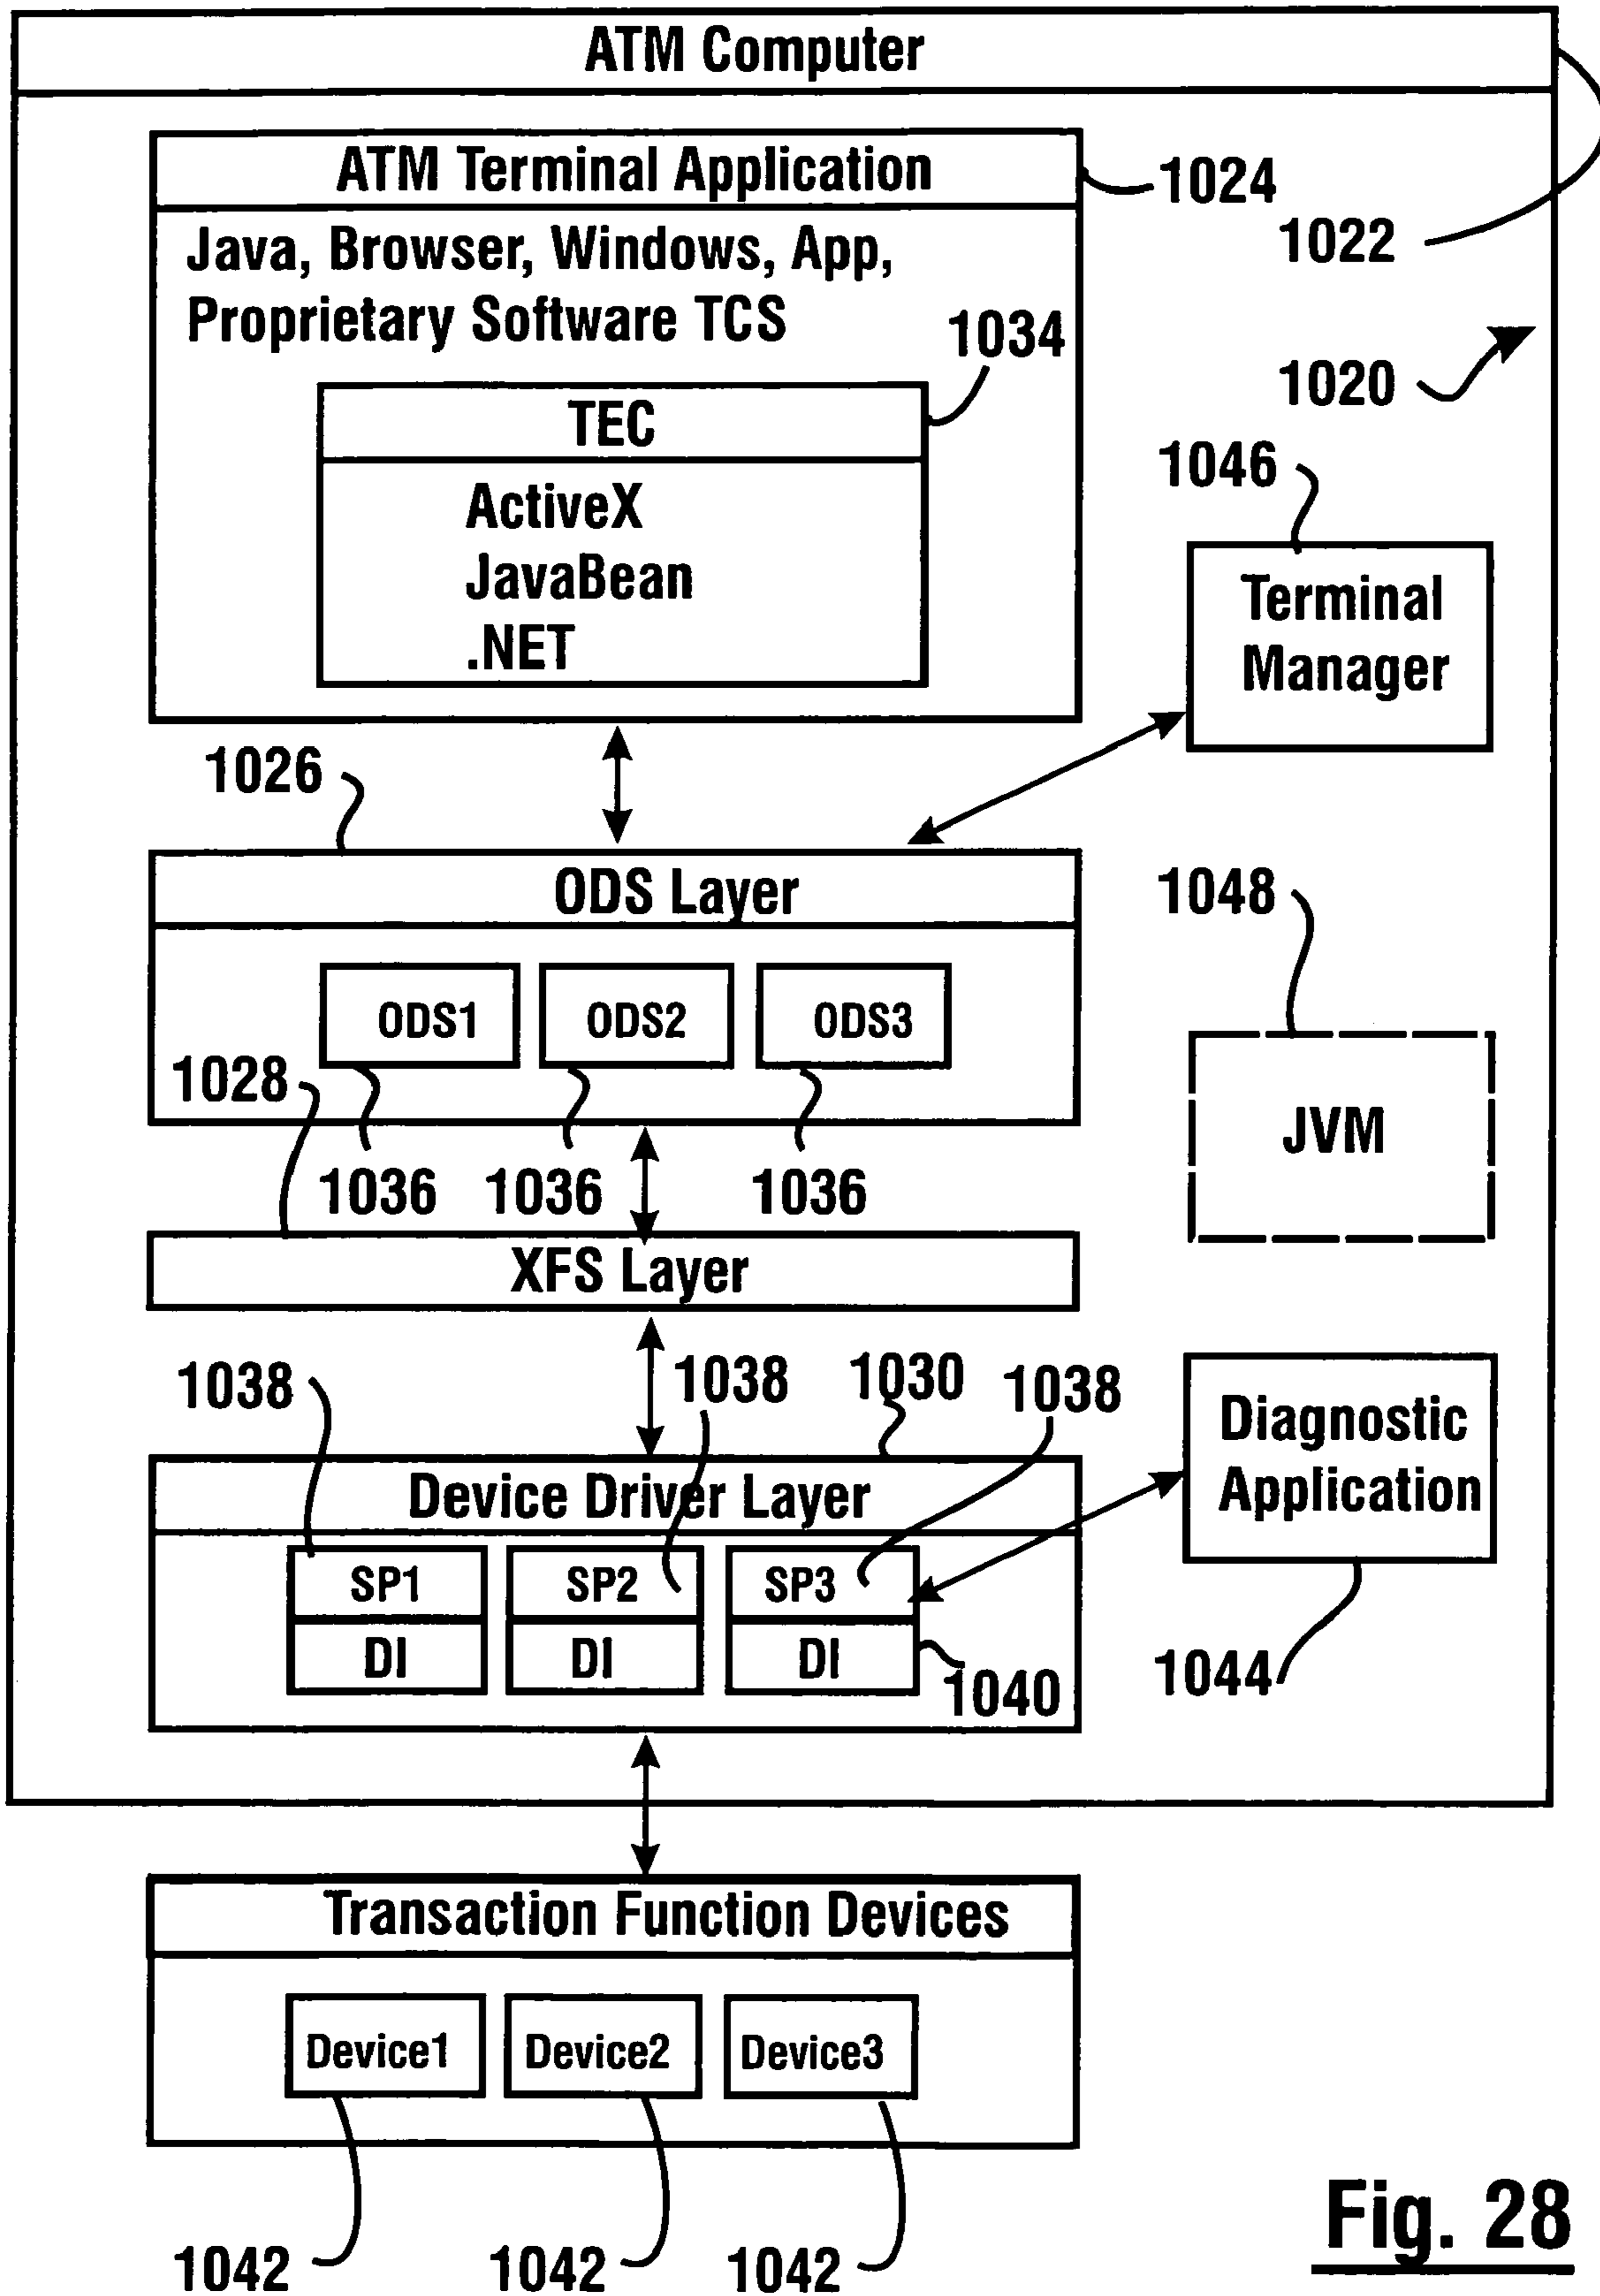 ATM Computer
ATM Terminal Application
1024
Java, Browser, Windows, App,
1022
Proprietary Software TCS
1034
1020
TEC
1046
ActiveX
JavaBean
.NET
Terminal
Manager
1026
ODS Layer
1048
ODS1 ODS2 ODS3
1028
JVM
1036 1036 1036
XFS Layer
1038 1038 1030 1038
Diagnostic
Application
Device Driver Layer
SP1 SP2 SP3
DI DI DI
1040
1044
Transaction Function Devices
Device1 Device2 Device3
1042 1042 1042
Fig. 28